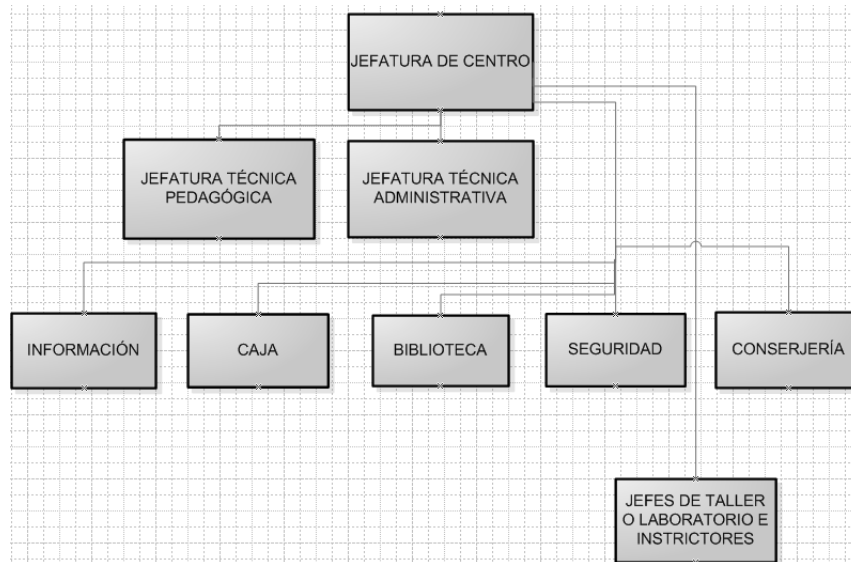 JEFATURA DE CENTRO
JEFATURA TÉCNICA
PEDAGÓGICA
JEFATURA TÉCNICA
ADMINISTRATIVA
INFORMACIÓN
CAJA
BIBLIOTECA
SEGURIDAD
CONSERJERÍA
JEFES DE TALLER
O LABORATORIO E
INSTRICTORES